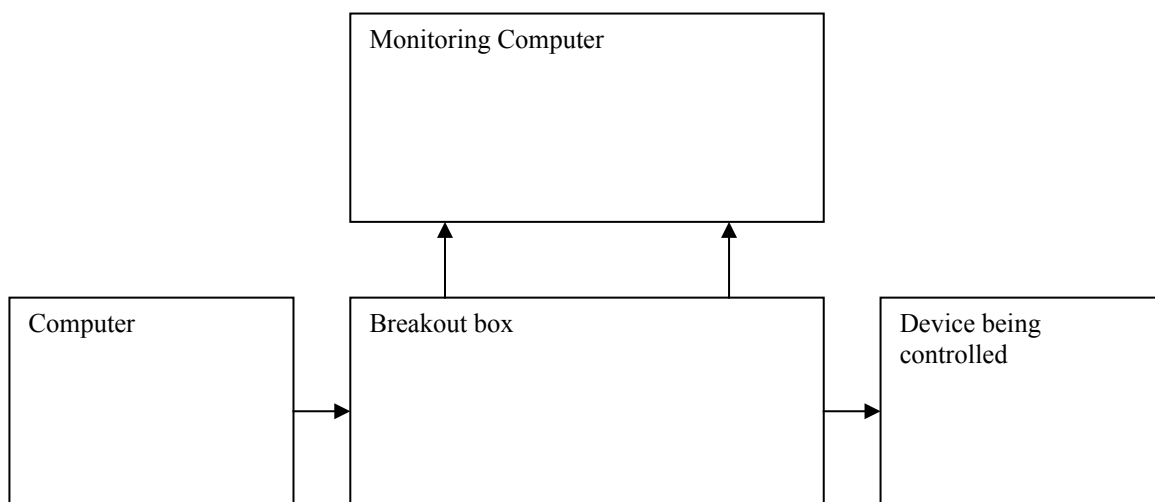 Monitoring Computer
Computer
Breakout box
Device being
controlled